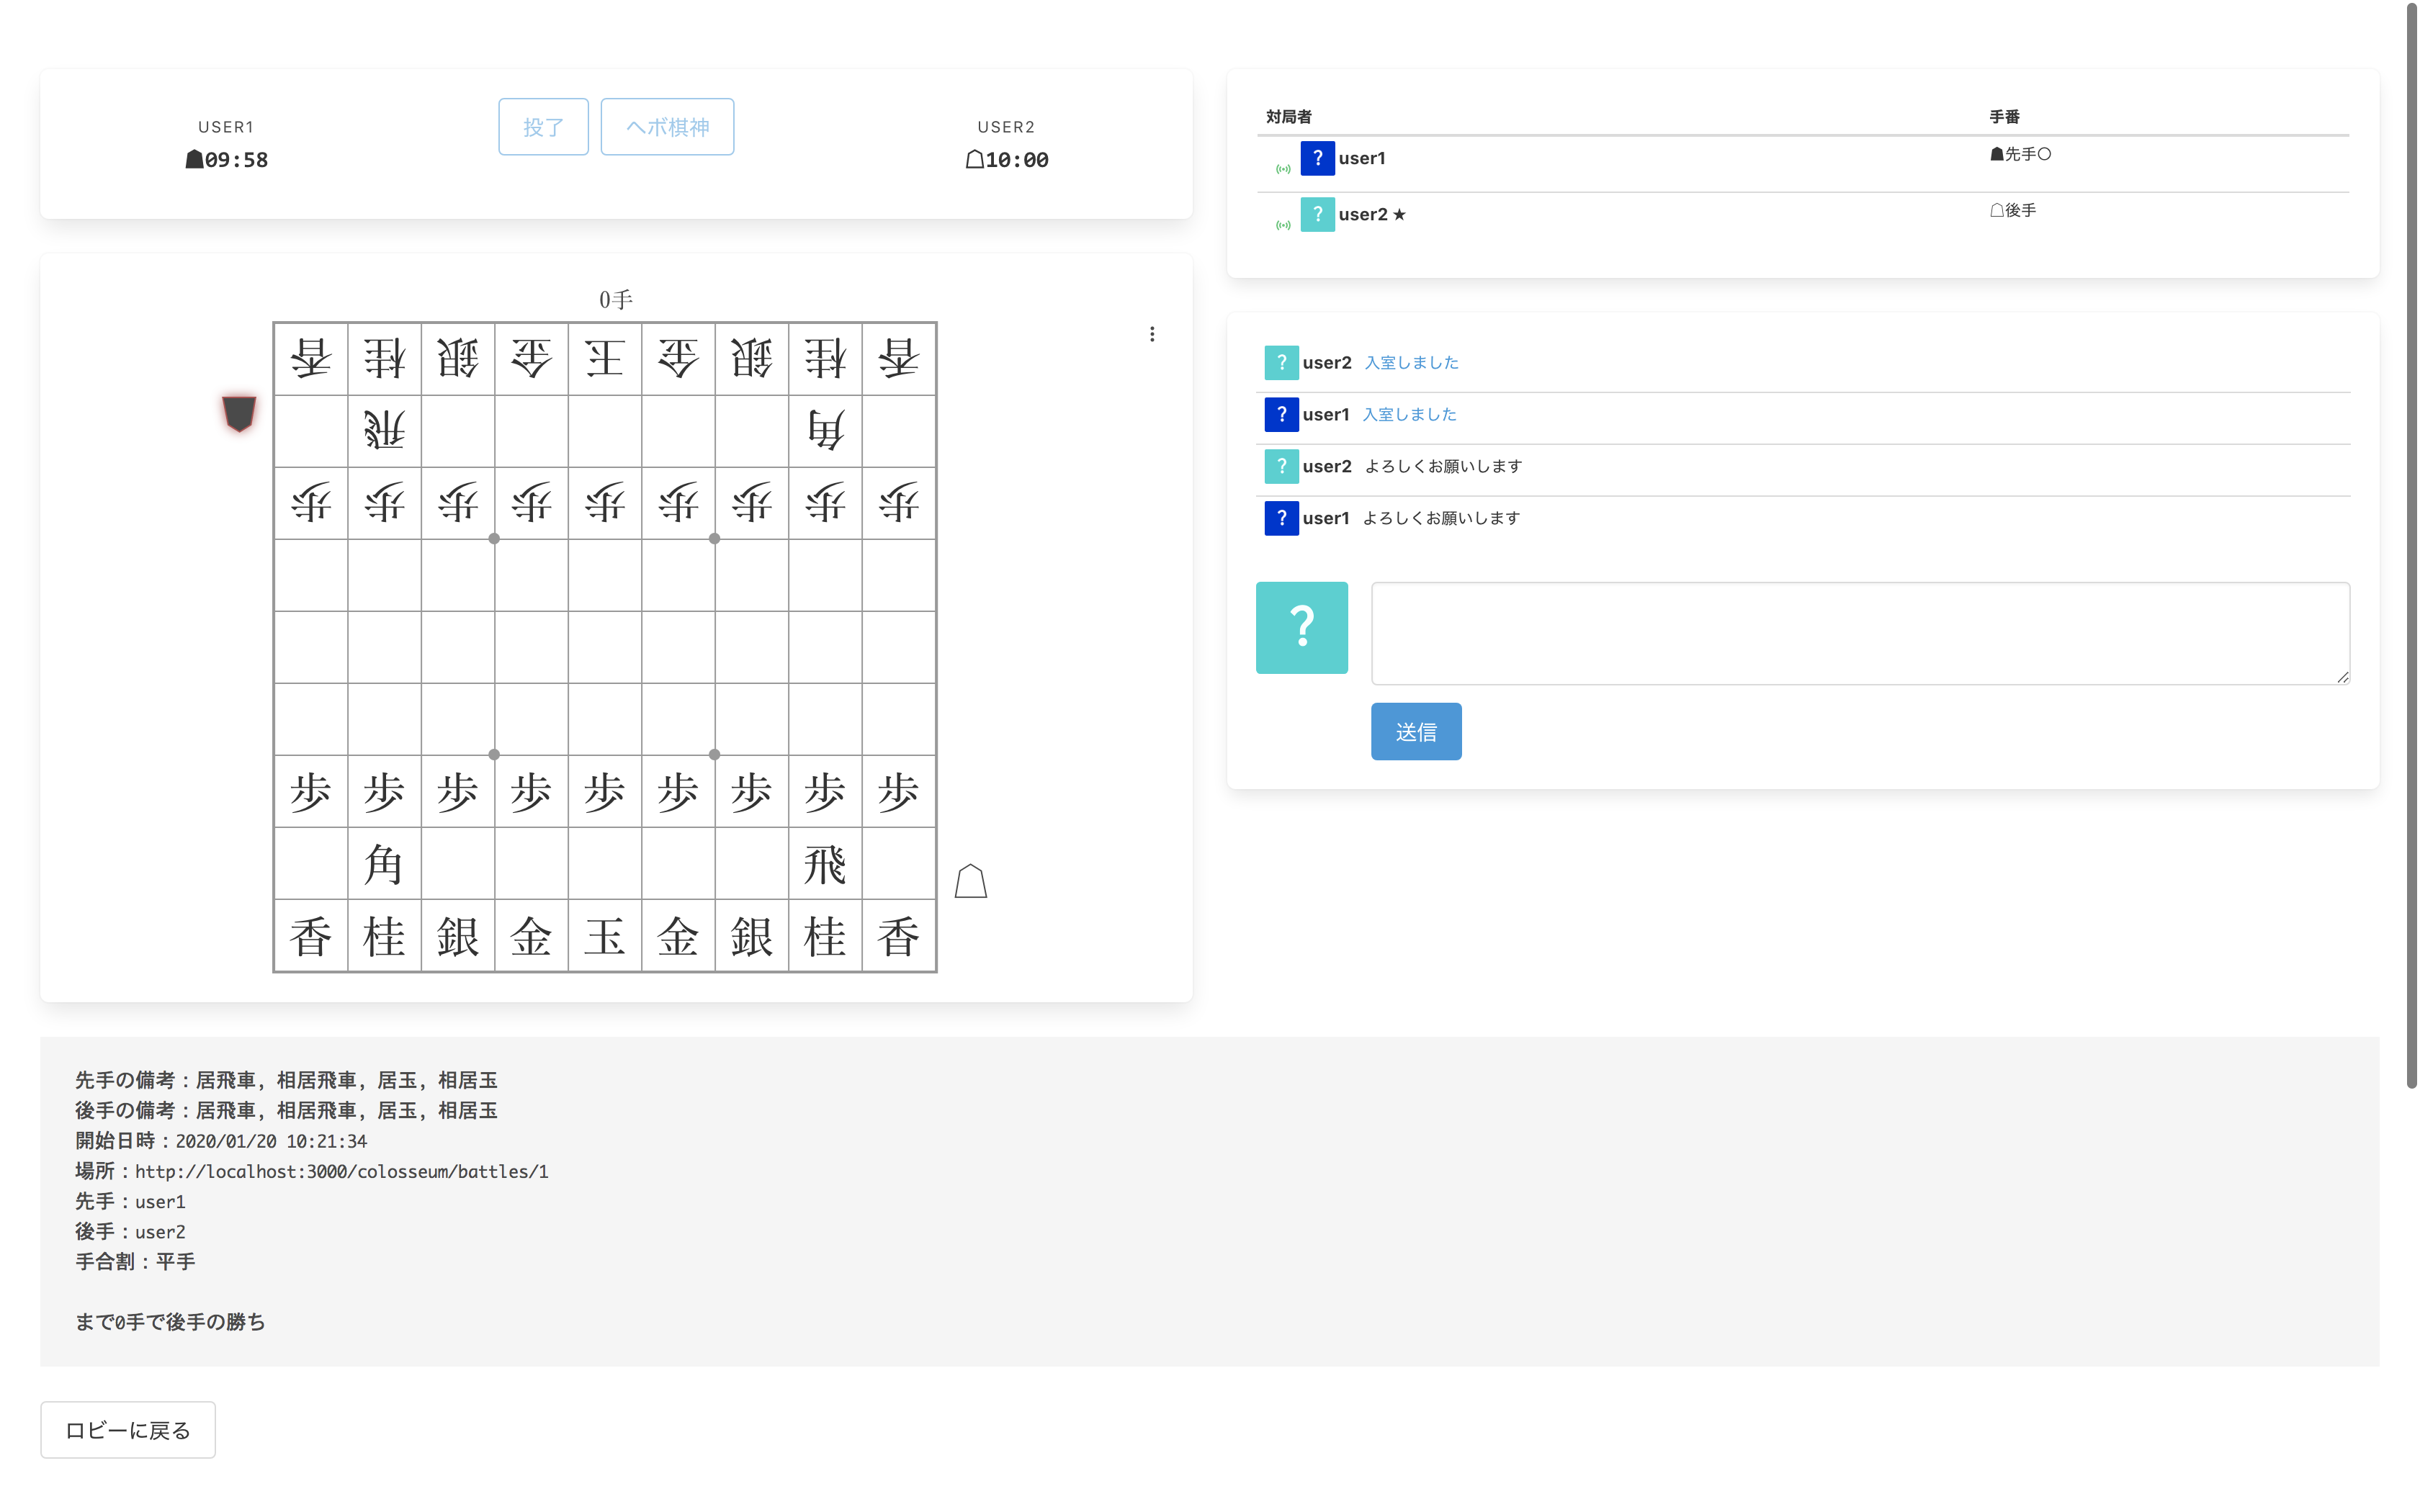 USER1
☗09:58
投了
ヘボ棋神
USER2
☖10:00
0手
香桂銀金王金銀桂香
飛角
歩歩歩歩歩歩歩歩歩
歩歩歩歩歩歩歩歩歩
角飛
香桂銀金玉金銀桂香
対局者 手番
? user1 ☗先手〇
? user2 ★ ☖後手
? user2 入室しました
? user1 入室しました
? user2 よろしくお願いします
? user1 よろしくお願いします
?
送信
先手の備考：居飛車, 相居飛車, 居玉, 相居玉
後手の備考：居飛車, 相居飛車, 居玉, 相居玉
開始日時：2020/01/20 10:21:34
場所：http://localhost:3000/colosseum/battles/1
先手：user1
後手：user2
手合割：平手
まで0手で後手の勝ち
ロビーに戻る